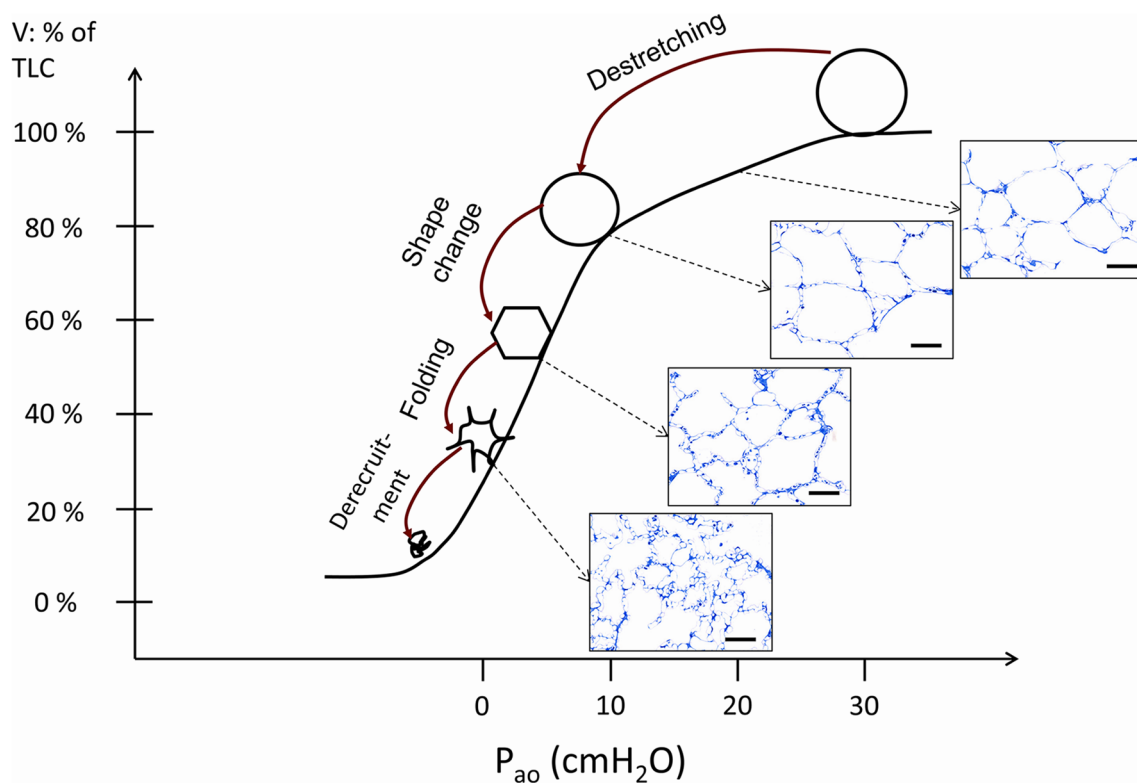 V: % of
TLC
Destretching
100 %
Shape
change
80 %
60 %
Folding
40 %
Derecruit-
ment
20 %
0 %
0
10
20
30
Pao (cmH2O)